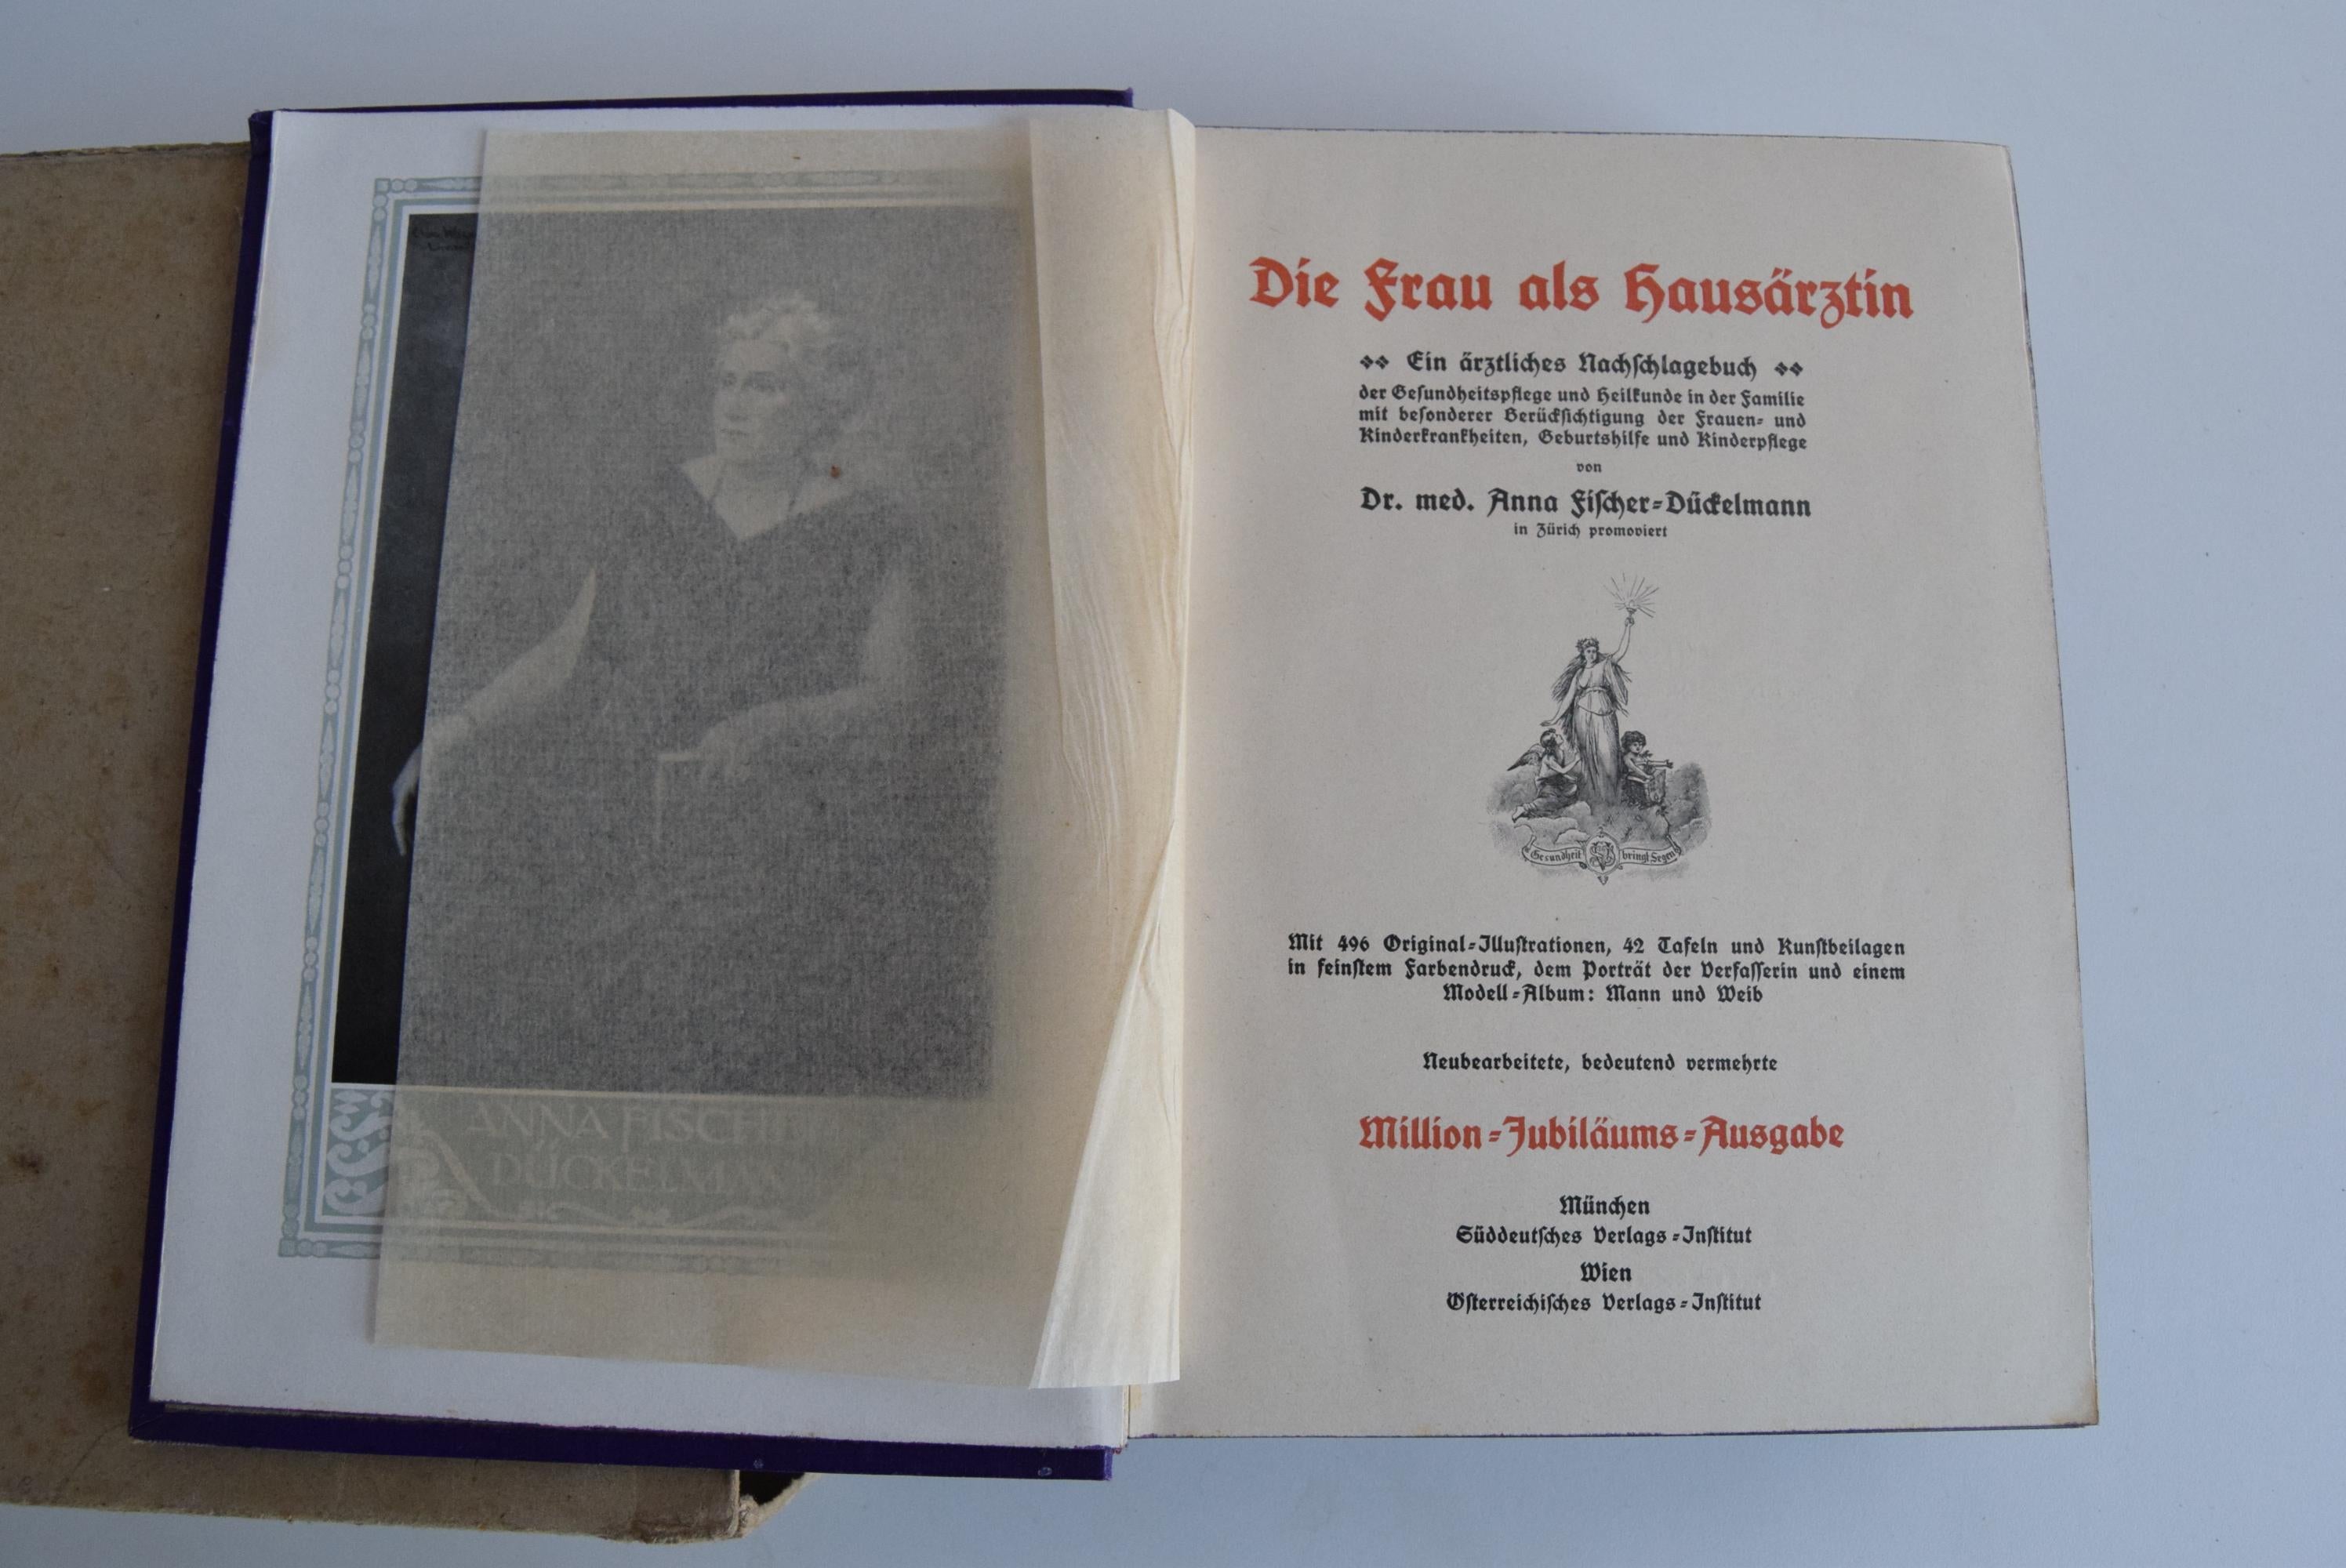 ANNA FISCHER
DÜCKELMANN
Die Frau als Hausärztin
Ein ärztliches Nachſchlagebuch
der Geſundheitspflege und Heilkunde in der Familie
mit beſonderer Berückſichtigung der Frauen- und
Kinderkrankheiten, Geburtshilfe und Kinderpflege
von
Dr. med. Anna Fiſcher-Dückelmann
in Zürich promoviert
Geſundheit bringt Segen
Mit 496 Original-Illuſtrationen, 42 Tafeln und Kunſtbeilagen
in feinſtem Farbendruck, dem Porträt der Verfaſſerin und einem
Modell-Album: Mann und Weib
Neubearbeitete, bedeutend vermehrte
Million-Jubiläums-Ausgabe
München
Süddeutſches Verlags-Inſtitut
Wien
Öſterreichiſches Verlags-Inſtitut